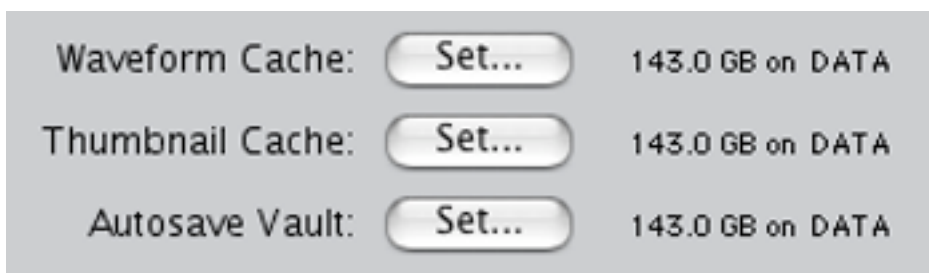 Waveform Cache: Set... 143.0 GB on DATA
Thumbnail Cache: Set... 143.0 GB on DATA
Autosave Vault: Set... 143.0 GB on DATA